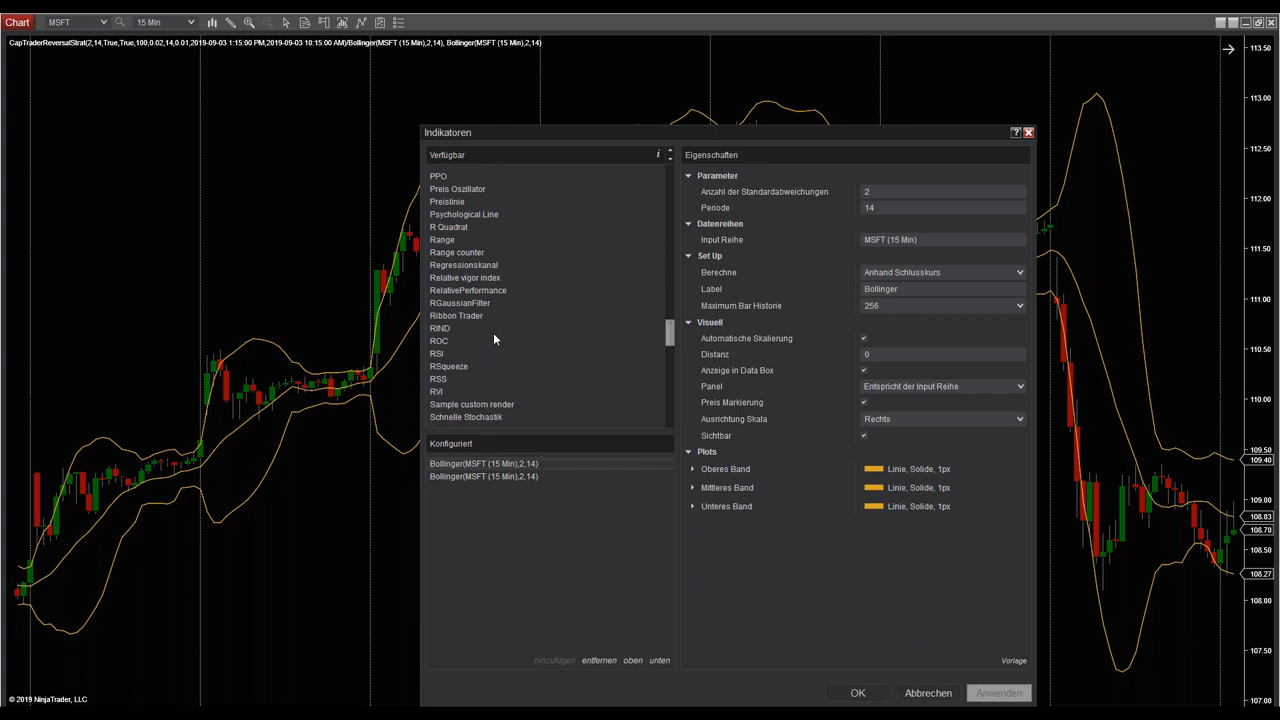 Chart MSFT 15 Min
CapTraderReversalStrat(2,14,True,True,100,0.02,14,0.01,2019-09-03 1:15:00 PM,2019-09-03 10:15:00 AM)/Bollinger(MSFT (15 Min),2,14), Bollinger(MSFT (15 Min),2,14)
Indikatoren
?
Verfügbar i
PPO
Preis Oszillator
Preislinie
Psychological Line
R Quadrat
Range
Range counter
Regressionskanal
Relative vigor index
RelativePerformance
RGaussianFilter
Ribbon Trader
RIND
ROC
RSI
RSqueeze
RSS
RVI
Sample custom render
Schnelle Stochastik
Konfiguriert
Bollinger(MSFT (15 Min),2,14)
Bollinger(MSFT (15 Min),2,14)
hinzufügen entfernen oben unten
Eigenschaften
Parameter
Anzahl der Standardabweichungen 2
Periode 14
Datenreihen
Input Reihe MSFT (15 Min)
Set Up
Berechne Anhand Schlusskurs
Label Bollinger
Maximum Bar Historie 256
Visuell
Automatische Skalierung
Distanz 0
Anzeige in Data Box
Panel Entspricht der Input Reihe
Preis Markierung
Ausrichtung Skala Rechts
Sichtbar
Plots
Oberes Band Linie, Solide, 1px
Mittleres Band Linie, Solide, 1px
Unteres Band Linie, Solide, 1px
Vorlage
OK Abbrechen Anwenden
113.50
113.00
112.50
112.00
111.50
111.00
110.50
110.00
109.50
109.40
109.00
108.83
108.70
108.50
108.27
108.00
107.50
107.00
© 2019 NinjaTrader, LLC